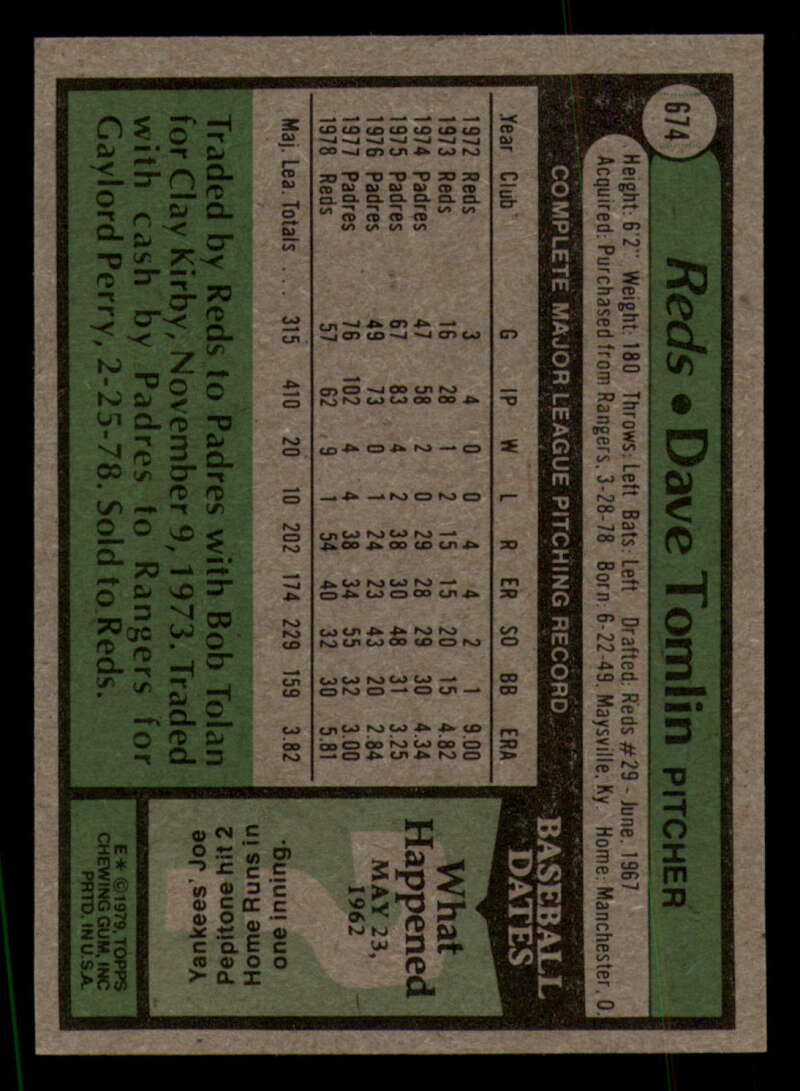 674
Reds • Dave Tomlin PITCHER
Height: 6'2" Weight: 180 Throws: Left Bats: Left Drafted: Reds #29 - June, 1967
Acquired: Purchased from Rangers, 3-28-78 Born: 6-22-49, Maysville, Ky. Home: Manchester, O.
COMPLETE MAJOR LEAGUE PITCHING RECORD
Year Club G IP W L R ER SO BB ERA
1972 Reds 3 4 0 0 4 4 2 1 9.00
1973 Reds 16 28 1 2 15 15 20 15 4.82
1974 Padres 47 58 2 0 29 28 29 30 4.34
1975 Padres 67 83 4 2 38 30 48 31 3.25
1976 Padres 49 73 0 1 24 23 43 20 2.84
1977 Padres 76 102 4 4 38 34 55 32 3.00
1978 Reds 57 62 9 1 54 40 32 30 5.81
Maj. Lea. Totals . . . 315 410 20 10 202 174 229 159 3.82
Traded by Reds to Padres with Bob Tolan
for Clay Kirby, November 9, 1973. Traded
with cash by Padres to Rangers for
Gaylord Perry, 2-25-78. Sold to Reds.
BASEBALL
DATES
What
Happened
MAY 23,
1962
Yankees' Joe
Pepitone hit 2
Home Runs in
one inning.
E* © 1979, TOPPS
CHEWING GUM, INC
PRTD. IN U.S.A.